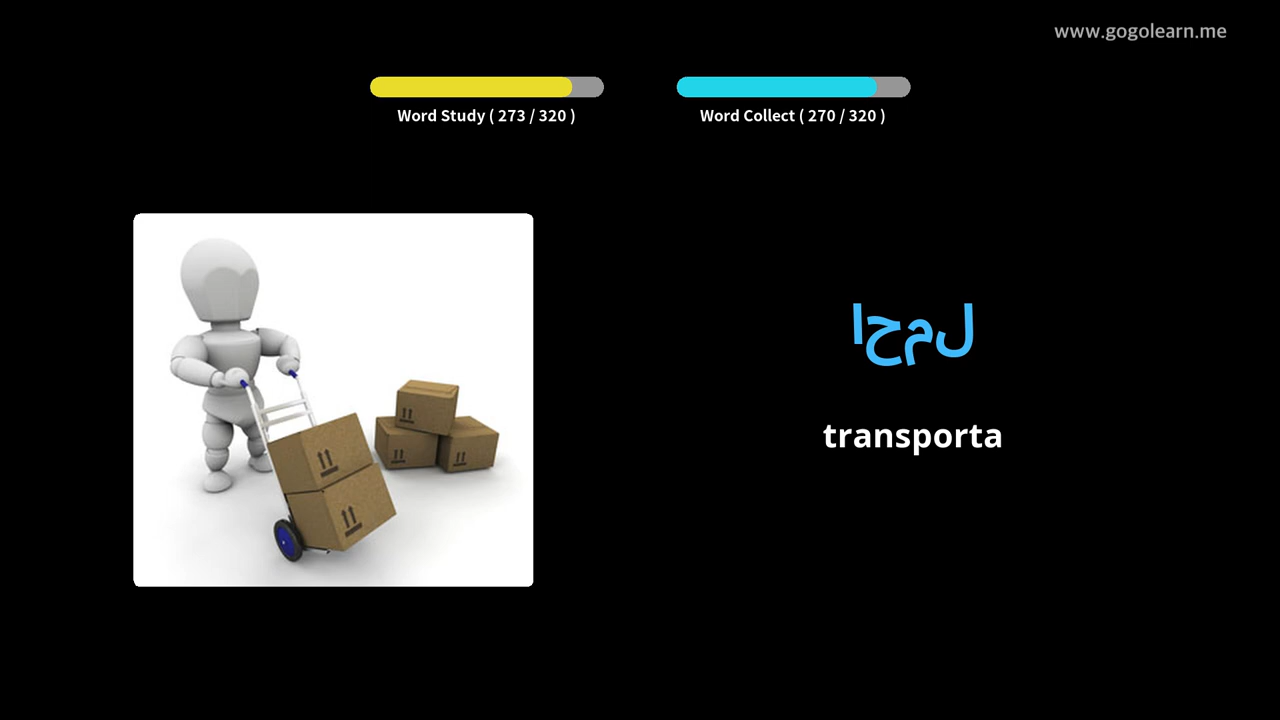 www.gogolearn.me
Word Study ( 273 / 320 )
Word Collect ( 270 / 320 )
احمل
transporta